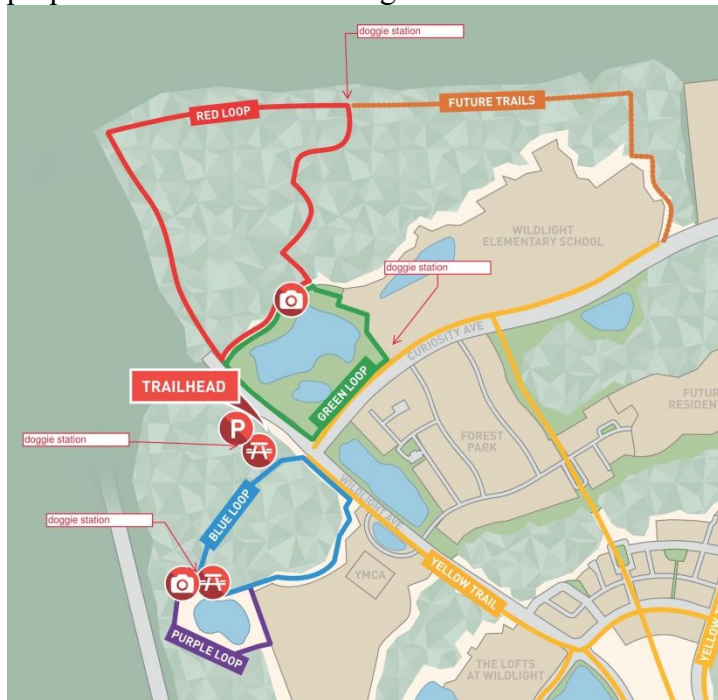 doggie station
RED LOOP
FUTURE TRAILS
WILDLIGHT
ELEMENTARY SCHOOL
doggie station
CURIOSITY AVE
TRAILHEAD
GREEN LOOP
P
FOREST
PARK
doggie station
WILDLIGHT AVE
BLUE LOOP
doggie station
YMCA
YELLOW TRAIL
PURPLE LOOP
THE LOFTS
AT WILDLIGHT